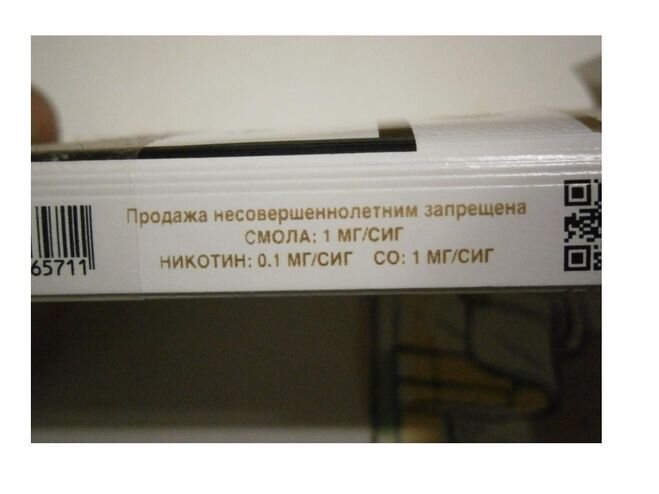 Продажа несовершеннолетним запрещена
СМОЛА: 1 МГ/СИГ
65711 НИКОТИН: 0.1 МГ/СИГ СО: 1 МГ/СИГ